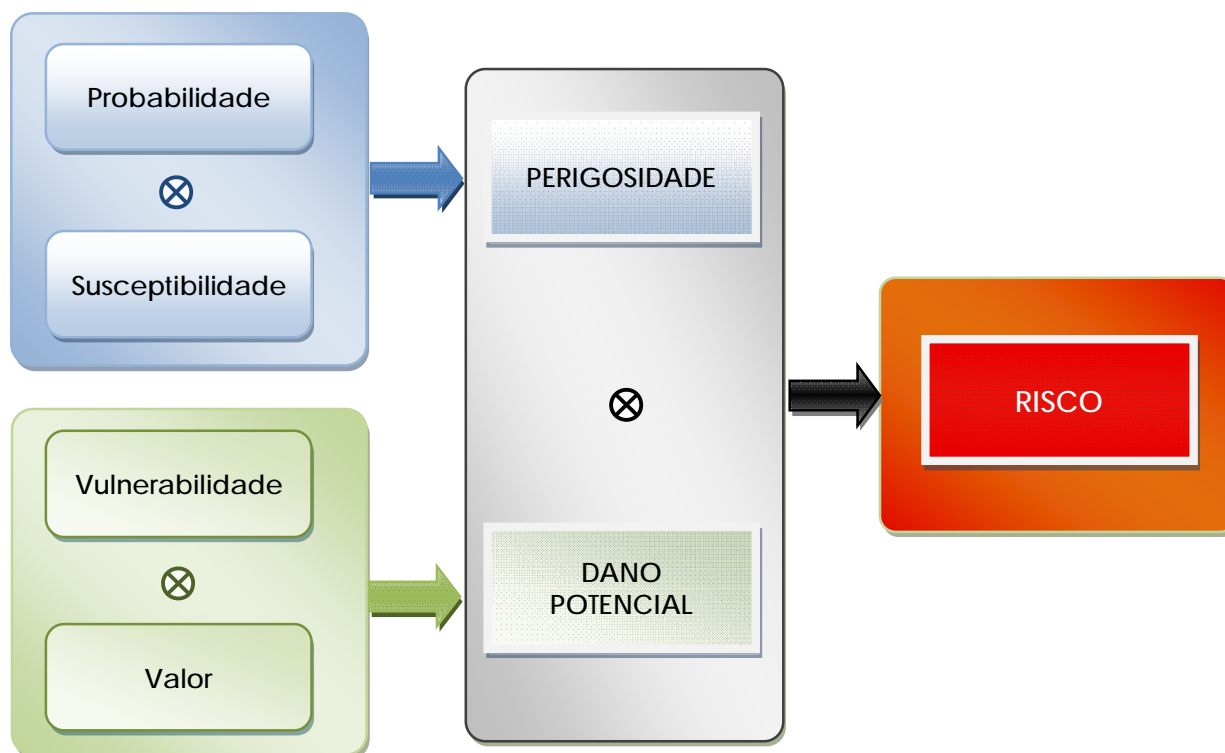 Probabilidade
Susceptibilidade
PERIGOSIDADE
RISCO
Vulnerabilidade
Valor
DANO
POTENCIAL